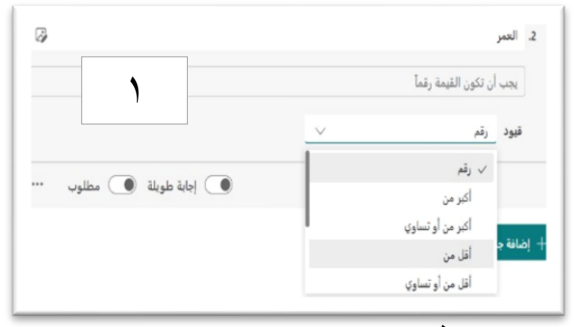 2. العمر
يجب أن تكون القيمة رقماً
١
قيود رقم
رقم
أكبر من
أكبر من أو تساوي
أقل من
أقل من أو تساوي
إجابة طويلة مطلوب ...
+ إضافة